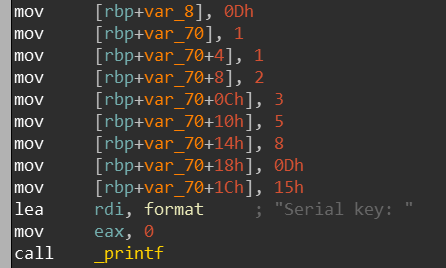 mov [rbp+var_8], 0Dh
mov [rbp+var_70], 1
mov [rbp+var_70+4], 1
mov [rbp+var_70+8], 2
mov [rbp+var_70+0Ch], 3
mov [rbp+var_70+10h], 5
mov [rbp+var_70+14h], 8
mov [rbp+var_70+18h], 0Dh
mov [rbp+var_70+1Ch], 15h
lea rdi, format ; "Serial key: "
mov eax, 0
call _printf